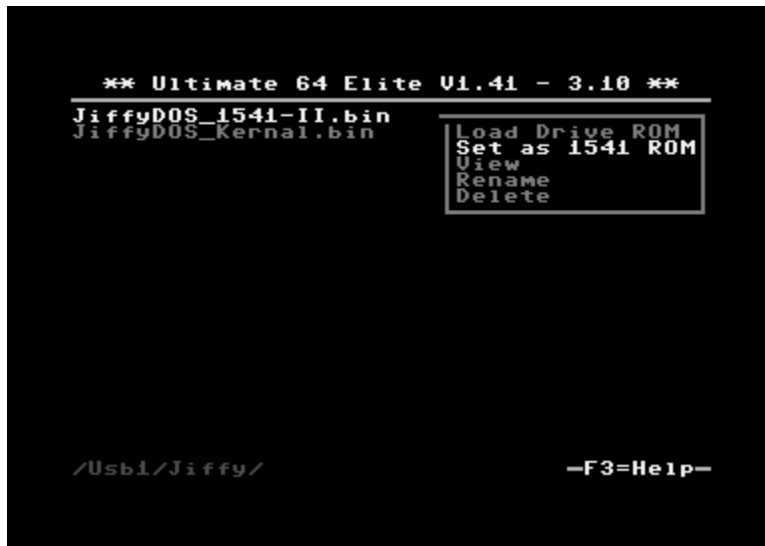 ** Ultimate 64 Elite V1.41 - 3.10 **
JiffyDOS_1541-II.bin
JiffyDOS_Kernal.bin
Load Drive ROM
Set as 1541 ROM
View
Rename
Delete
/Usb1/Jiffy/
-F3=Help-